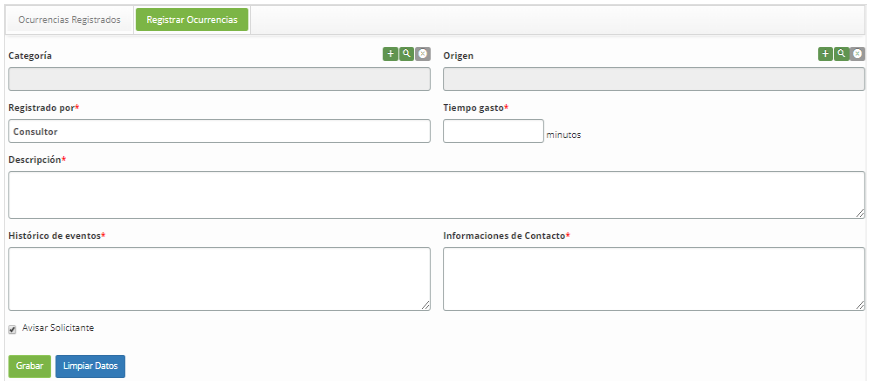 Ocurrencias Registrados
Registrar Ocurrencias
Categoría
Origen
Registrado por*
Tiempo gasto*
Consultor
minutos
Descripción*
Histórico de eventos*
Informaciones de Contacto*
Avisar Solicitante
Grabar
Limpiar Datos